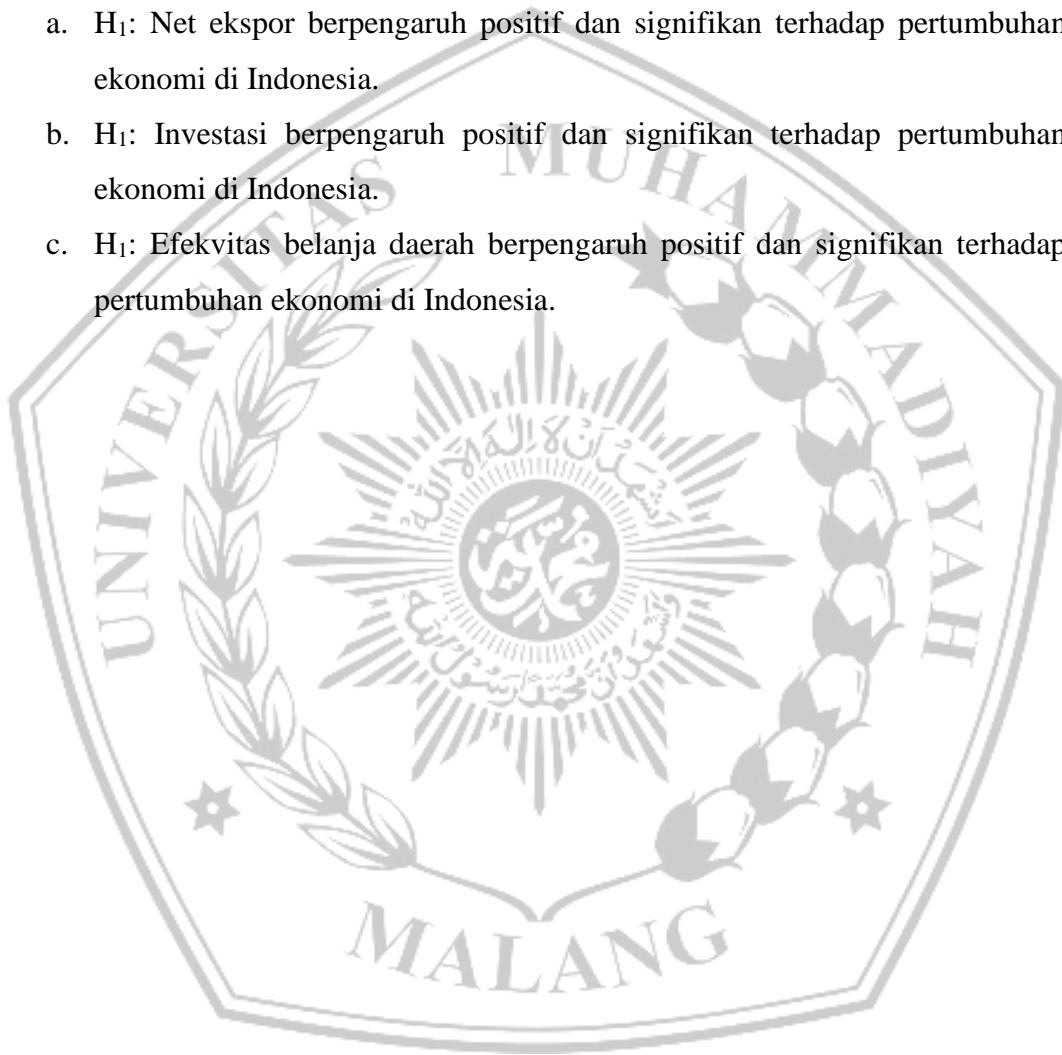 a. H₁: Net ekspor berpengaruh positif dan signifikan terhadap pertumbuhan
ekonomi di Indonesia.
b. H₁: Investasi berpengaruh positif dan signifikan terhadap pertumbuhan
ekonomi di Indonesia.
c. H₁: Efekvitas belanja daerah berpengaruh positif dan signifikan terhadap
pertumbuhan ekonomi di Indonesia.
UNIVERSITAS MUHAMMADIYAH
MALANG